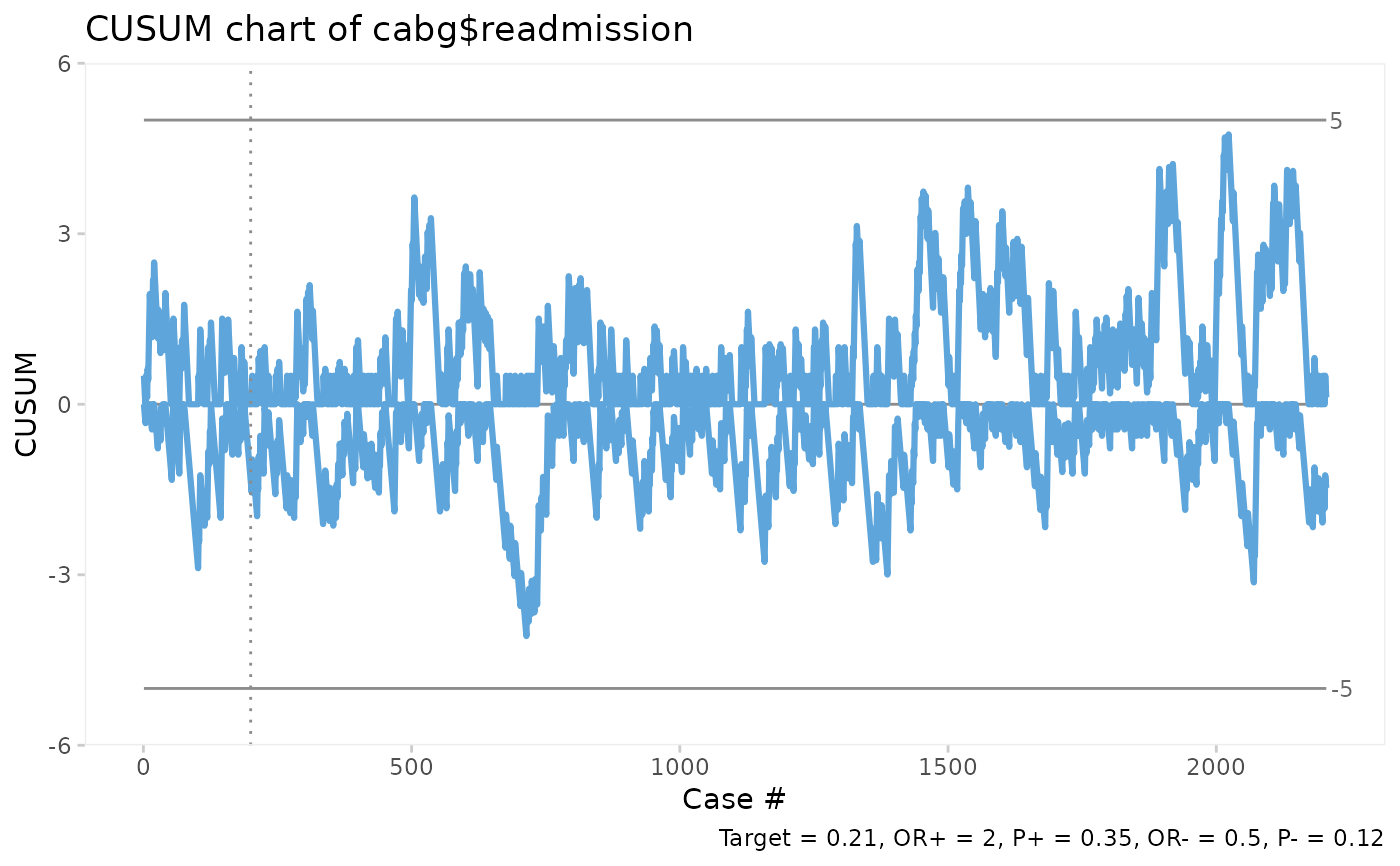 CUSUM chart of cabg$readmission
6
5
3
CUSUM
0
-3
-5
-6
0 500 1000 1500 2000
Case #
Target = 0.21, OR+ = 2, P+ = 0.35, OR- = 0.5, P- = 0.12